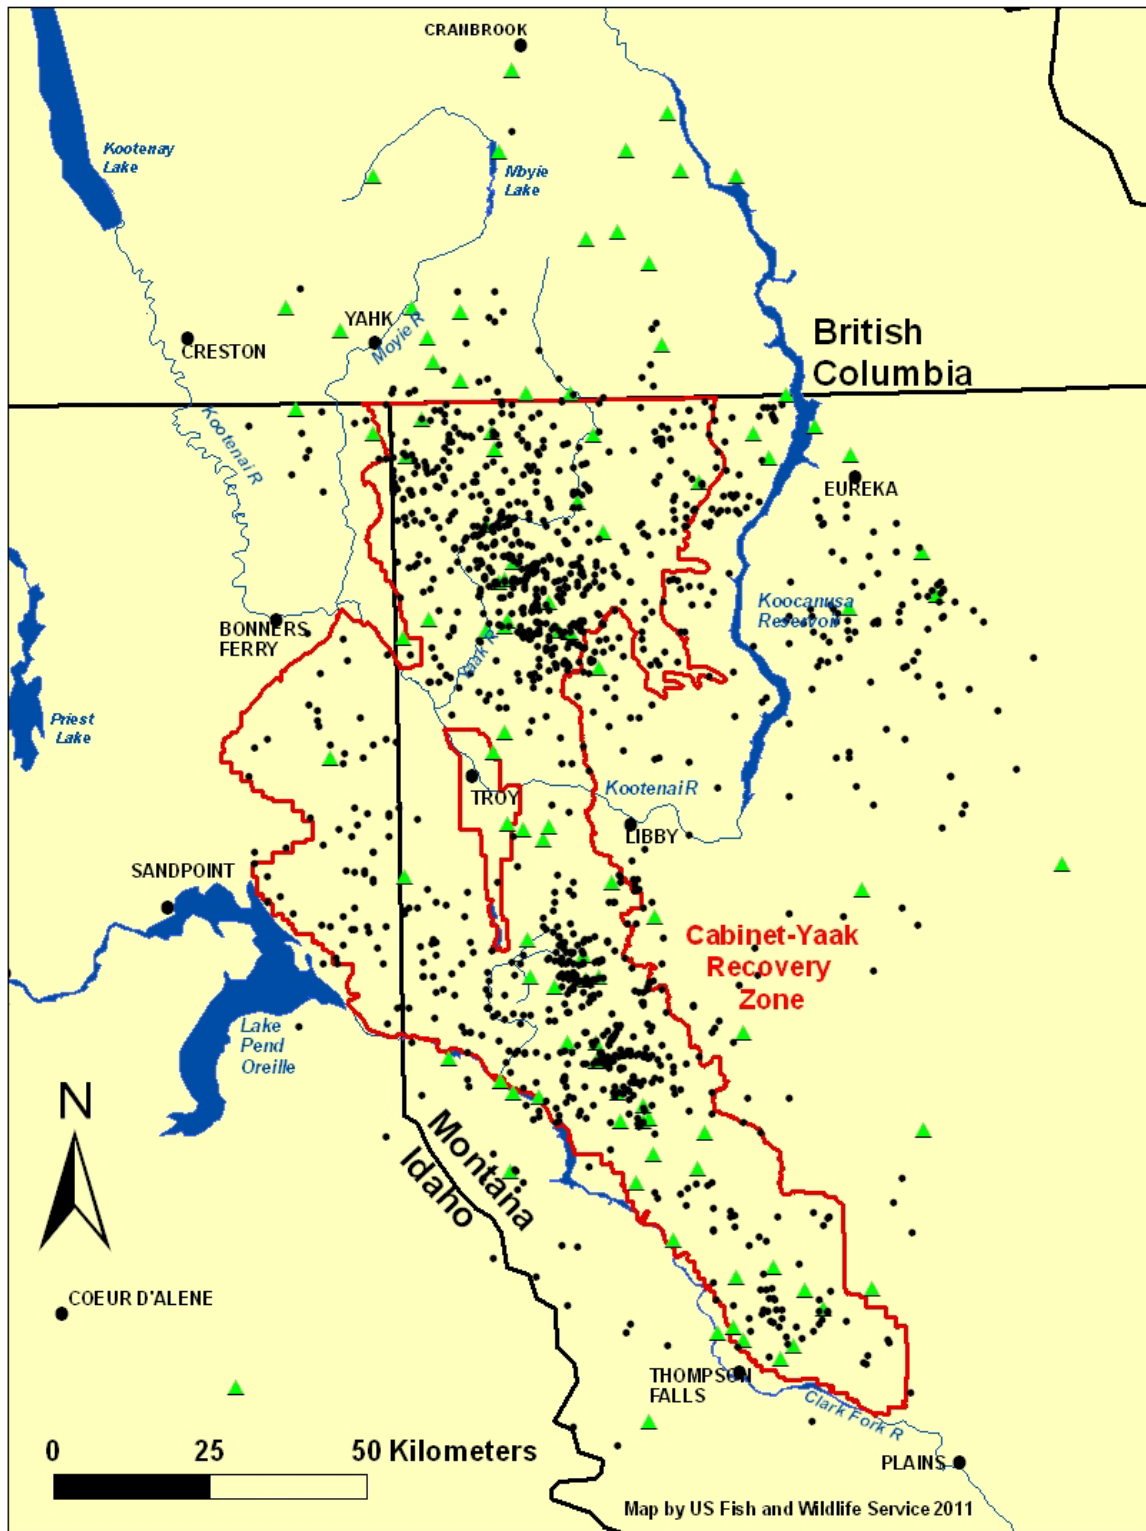 CRANBROOK
Kootenay
Lake
Moyie
Lake
YAHK
Moyie R
CRESTON
British
Columbia
Kootenai R
EUREKA
Koocanusa
Reservoir
BONNERS
FERRY
Yaak R
Priest
Lake
Kootenai R
TROY
LIBBY
SANDPOINT
Cabinet-Yaak
Recovery
Zone
Lake
Pend
Oreille
N
Montana
Idaho
COEUR D'ALENE
THOMPSON
FALLS
Clark Fork R
0 25 50 Kilometers
PLAINS
Map by US Fish and Wildlife Service 2011